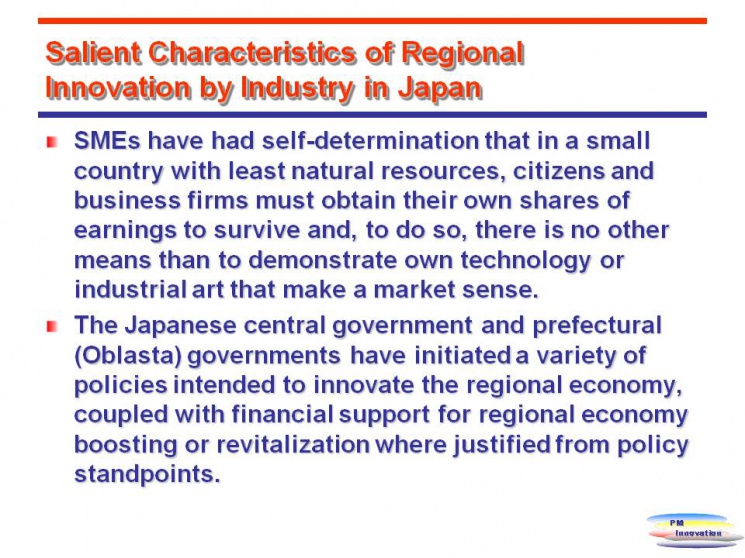 Salient Characteristics of Regional
Innovation by Industry in Japan
SMEs have had self-determination that in a small
country with least natural resources, citizens and
business firms must obtain their own shares of
earnings to survive and, to do so, there is no other
means than to demonstrate own technology or
industrial art that make a market sense.
The Japanese central government and prefectural
(Oblasta) governments have initiated a variety of
policies intended to innovate the regional economy,
coupled with financial support for regional economy
boosting or revitalization where justified from policy
standpoints.
PM
Innovation